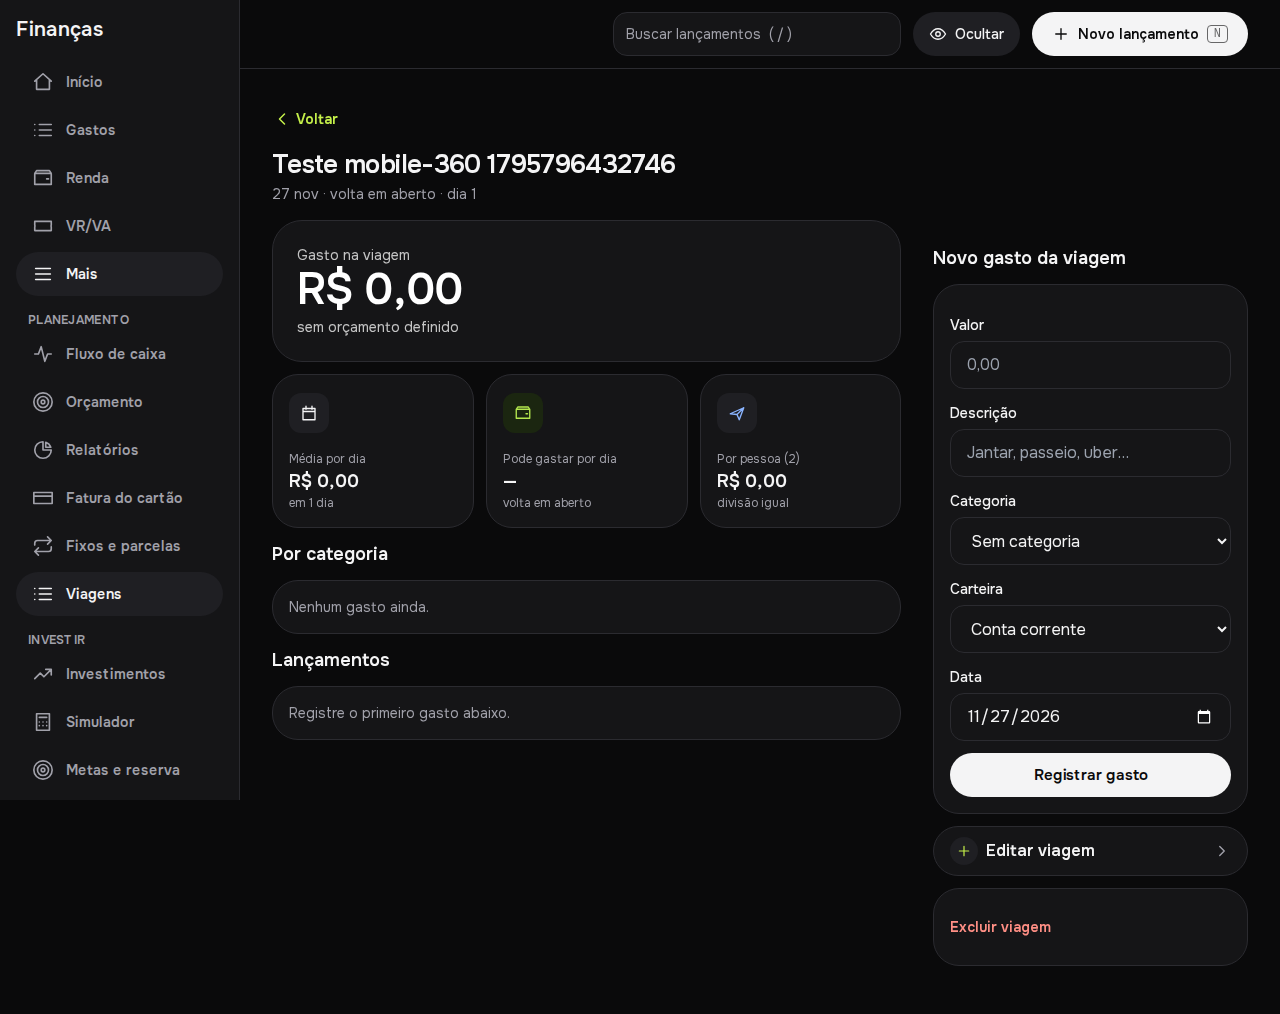 Finanças
Início
Gastos
Renda
VR/VA
Mais
PLANEJAMENTO
Fluxo de caixa
Orçamento
Relatórios
Fatura do cartão
Fixos e parcelas
Viagens
INVESTIR
Investimentos
Simulador
Metas e reserva
Buscar lançamentos ( / )
Ocultar
Novo lançamento N
Voltar
Teste mobile-360 1795796432746
27 nov · volta em aberto · dia 1
Gasto na viagem
R$ 0,00
sem orçamento definido
Média por dia
R$ 0,00
em 1 dia
Pode gastar por dia
—
volta em aberto
Por pessoa (2)
R$ 0,00
divisão igual
Por categoria
Nenhum gasto ainda.
Lançamentos
Registre o primeiro gasto abaixo.
Novo gasto da viagem
Valor
0,00
Descrição
Jantar, passeio, uber...
Categoria
Sem categoria
Carteira
Conta corrente
Data
11/27/2026
Registrar gasto
Editar viagem
Excluir viagem